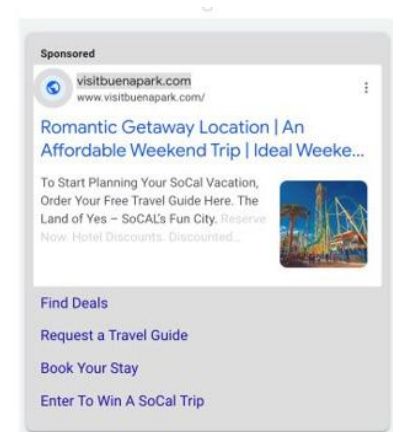 Sponsored
visitbuenapark.com
www.visitbuenapark.com/
Romantic Getaway Location | An
Affordable Weekend Trip | Ideal Weeke...
To Start Planning Your SoCal Vacation,
Order Your Free Travel Guide Here. The
Land of Yes – SoCAL's Fun City. Reserve
Now. Hotel Discounts. Discounted...
Find Deals
Request a Travel Guide
Book Your Stay
Enter To Win A SoCal Trip